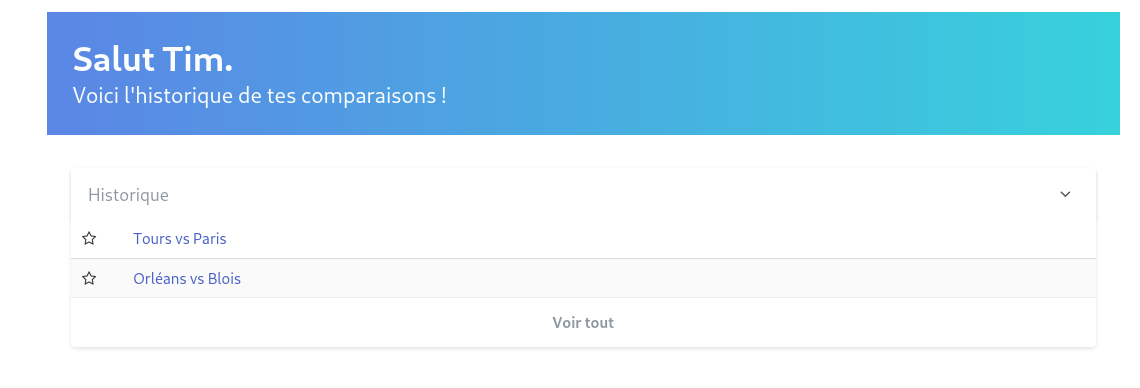 Salut Tim.
Voici l'historique de tes comparaisons !
Historique
Tours vs Paris
Orléans vs Blois
Voir tout